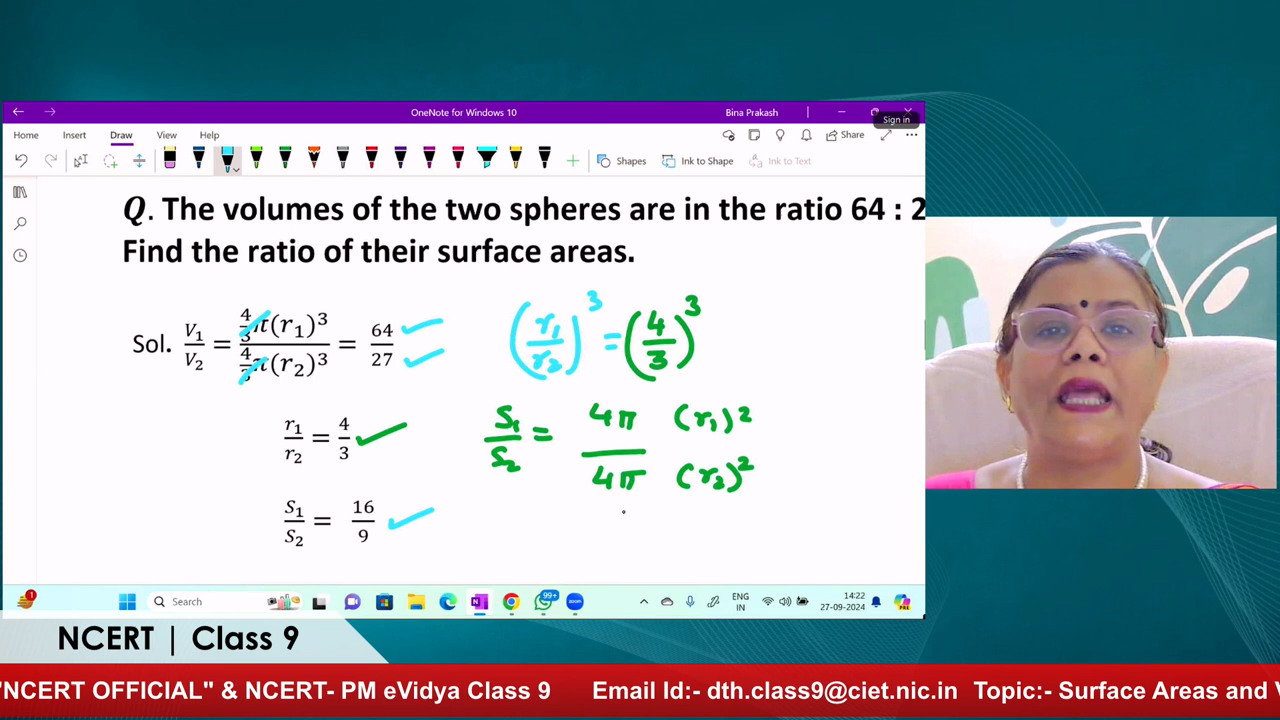 OneNote for Windows 10
Bina Prakash
Sign in
Home Insert Draw View Help
Share
Shapes Ink to Shape Ink to Text
Q. The volumes of the two spheres are in the ratio 64 : 2
Find the ratio of their surface areas.
Sol. V₁/V₂ = 4/3 π(r₁)³ / 4/3 π(r₂)³ = 64/27
(r₁/r₂)³ = (4/3)³
r₁/r₂ = 4/3
S₁/S₂ = 4π (r₁)² / 4π (r₂)²
S₁/S₂ = 16/9
1
Search
99+
zoom
ENG
IN
14:22
27-09-2024
PRE
NCERT | Class 9
"NCERT OFFICIAL" & NCERT- PM eVidya Class 9 Email Id:- dth.class9@ciet.nic.in Topic:- Surface Areas and V